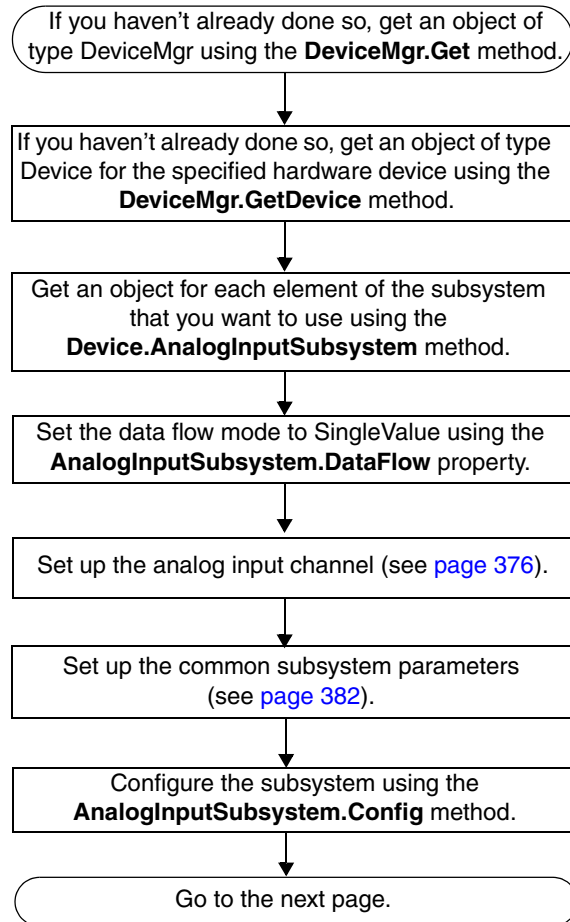 If you haven't already done so, get an object of
type DeviceMgr using the DeviceMgr.Get method.
If you haven't already done so, get an object of type
Device for the specified hardware device using the
DeviceMgr.GetDevice method.
Get an object for each element of the subsystem
that you want to use using the
Device.AnalogInputSubsystem method.
Set the data flow mode to SingleValue using the
AnalogInputSubsystem.DataFlow property.
Set up the analog input channel (see page 376).
Set up the common subsystem parameters
(see page 382).
Configure the subsystem using the
AnalogInputSubsystem.Config method.
Go to the next page.